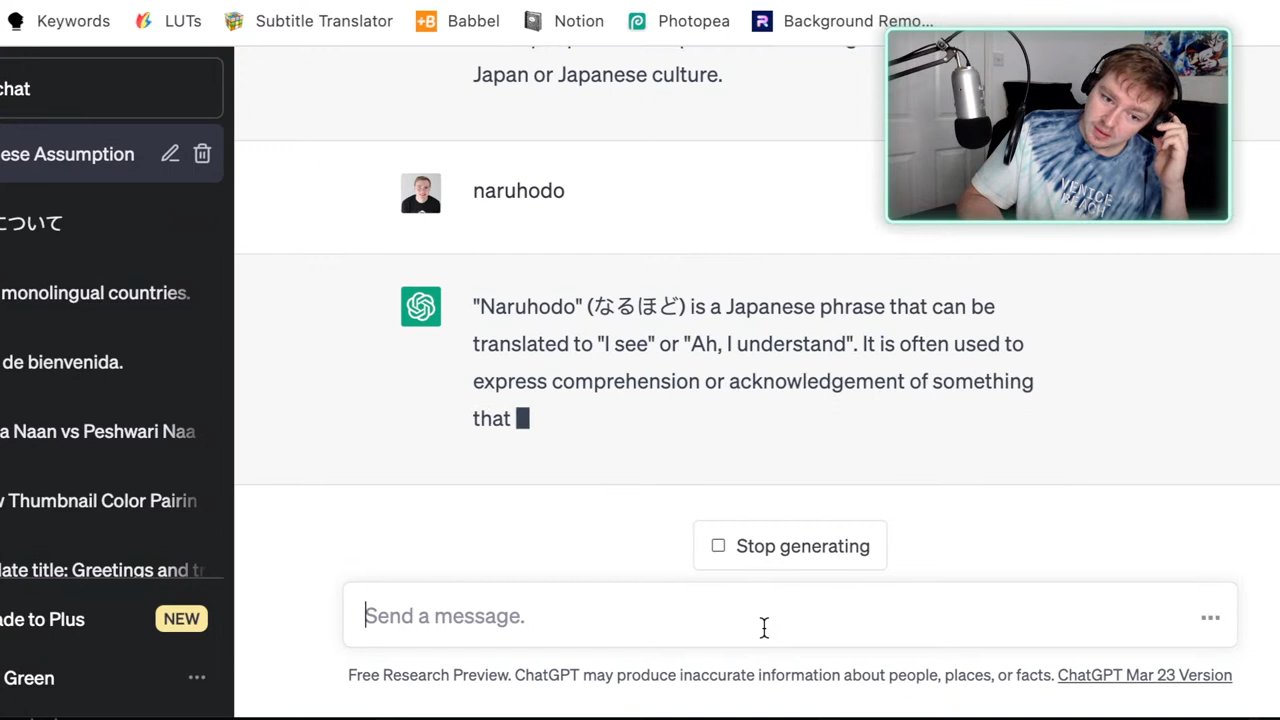 Keywords LUTs Subtitle Translator +B Babbel Notion Photopea R Background Remo...
chat
Japan or Japanese culture.
ese Assumption
naruhodo
VENICE
BEACH
について
monolingual countries.
"Naruhodo" (なるほど) is a Japanese phrase that can be
translated to "I see" or "Ah, I understand". It is often used to
express comprehension or acknowledgement of something
that
de bienvenida.
a Naan vs Peshwari Naa
w Thumbnail Color Pairin
late title: Greetings and tr
Stop generating
ade to Plus NEW
Send a message.
Green
Free Research Preview. ChatGPT may produce inaccurate information about people, places, or facts. ChatGPT Mar 23 Version